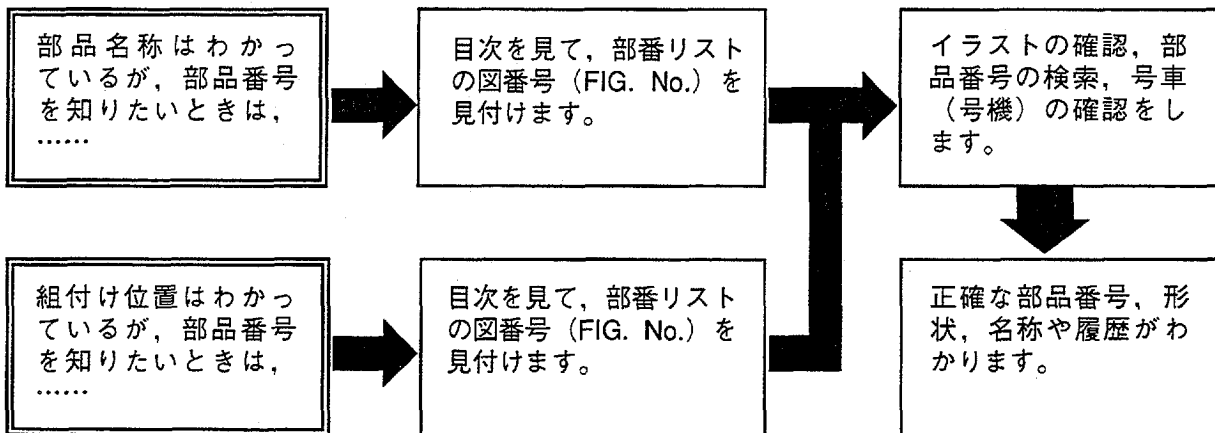 部品名称はわかっ
ているが，部品番号
を知りたいときは，
……
目次を見て，部番リスト
の図番号（FIG. No.）を
見付けます。
イラストの確認，部
品番号の検索，号車
（号機）の確認をし
ます。
組付け位置はわかっ
ているが，部品番号
を知りたいときは，
……
目次を見て，部番リスト
の図番号（FIG. No.）を
見付けます。
正確な部品番号，形
状，名称や履歴がわ
かります。